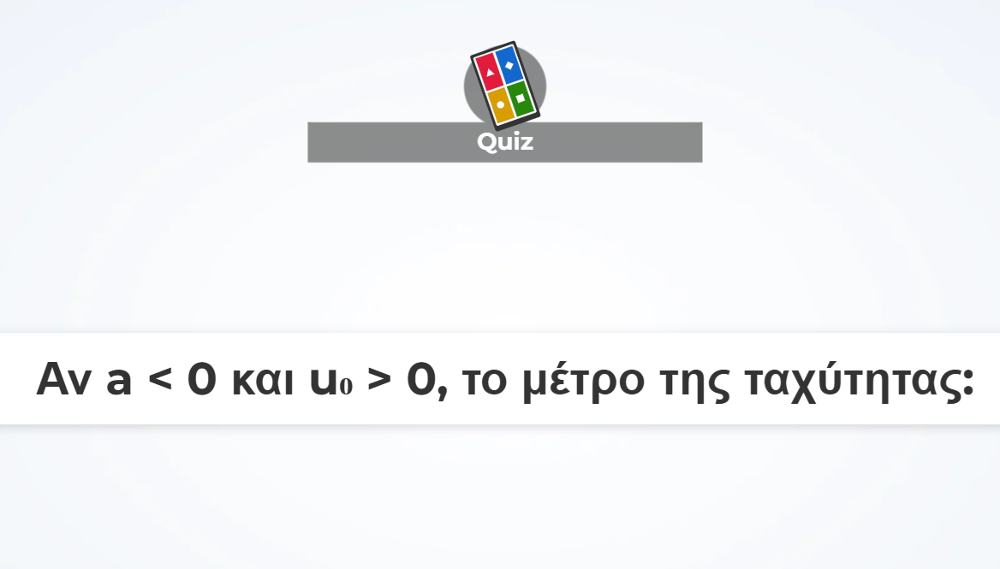 Quiz
Αν a < 0 και u₀ > 0, το μέτρο της ταχύτητας: